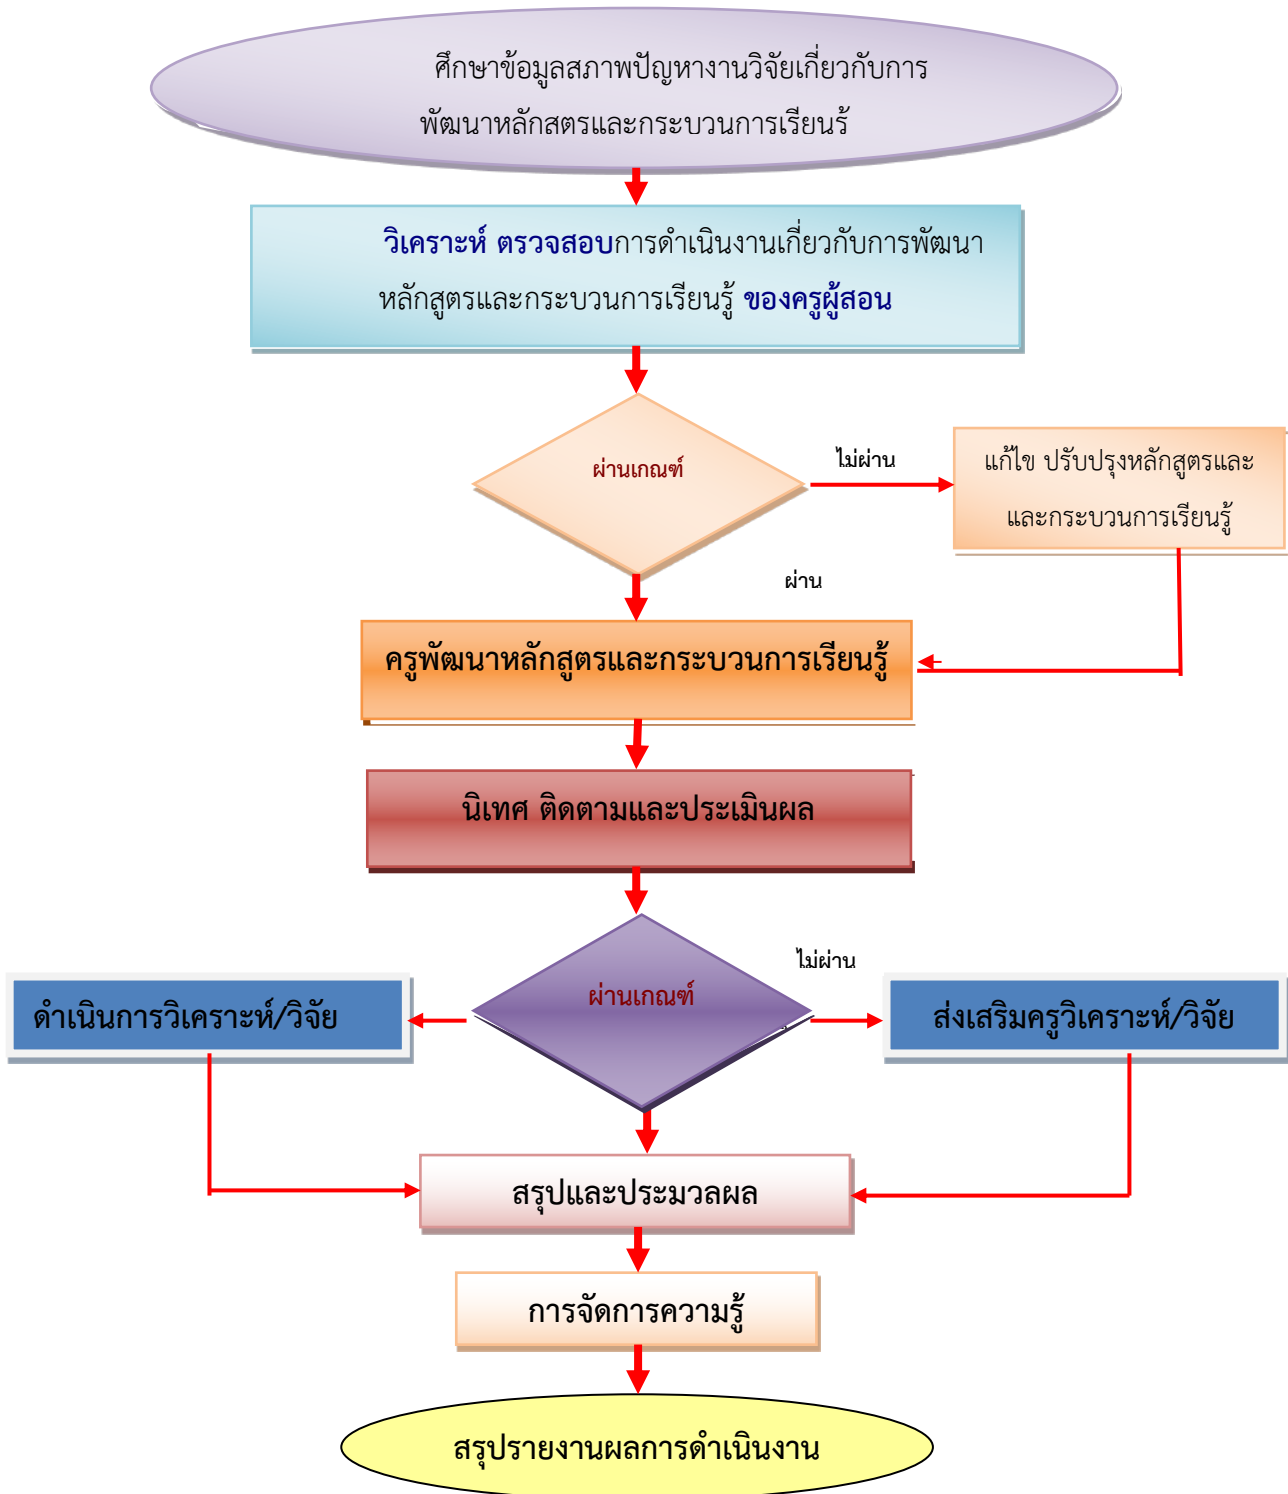 ศึกษาข้อมูลสภาพปัญหางานวิจัยเกี่ยวกับการ
พัฒนาหลักสูตรและกระบวนการเรียนรู้
วิเคราะห์ ตรวจสอบการดำเนินงานเกี่ยวกับการพัฒนา
หลักสูตรและกระบวนการเรียนรู้ ของครูผู้สอน
ผ่านเกณฑ์
ไม่ผ่าน
แก้ไข ปรับปรุงหลักสูตรและ
และกระบวนการเรียนรู้
ผ่าน
ครูพัฒนาหลักสูตรและกระบวนการเรียนรู้
นิเทศ ติดตามและประเมินผล
ไม่ผ่าน
ผ่านเกณฑ์
ดำเนินการวิเคราะห์/วิจัย
ส่งเสริมครูวิเคราะห์/วิจัย
สรุปและประมวลผล
การจัดการความรู้
สรุปรายงานผลการดำเนินงาน